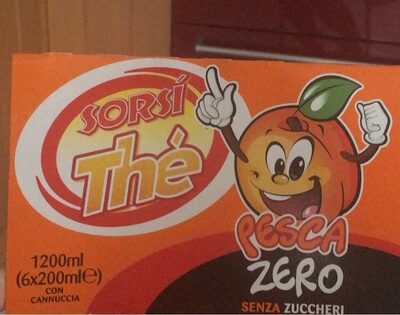 SORSÍ
Thé
PESCA
ZERO
SENZA ZUCCHERI
1200ml
(6x200ml℮)
CON
CANNUCCIA